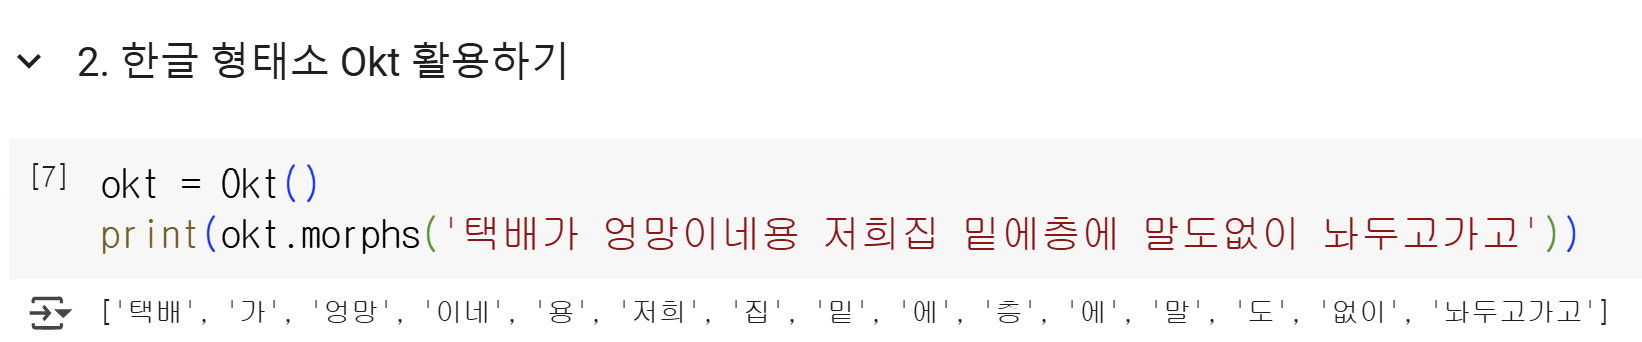 2. 한글 형태소 Okt 활용하기
[7] okt = Okt()
print(okt.morphs('택배가 엉망이네용 저희집 밑에층에 말도없이 놔두고가고'))
['택배', '가', '엉망', '이네', '용', '저희', '집', '밑', '에', '층', '에', '말', '도', '없이', '놔두고가고']